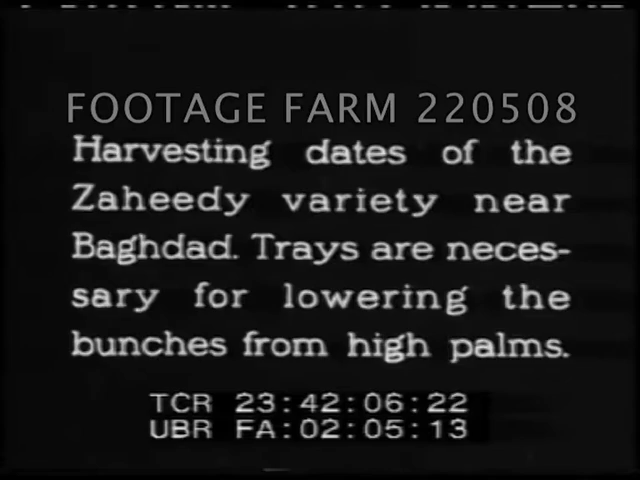 FOOTAGE FARM 220508
Harvesting dates of the
Zaheedy variety near
Baghdad. Trays are neces-
sary for lowering the
bunches from high palms.
TCR 23:42:06:22
UBR FA:02:05:13